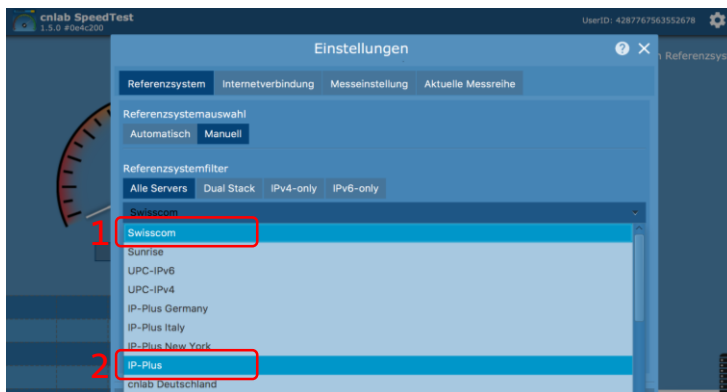 cnlab SpeedTest
1.5.0 #0e4c200
UserID: 4287767563552678
Einstellungen
n Referenzsys
Referenzsystem Internetverbindung Messeinstellung Aktuelle Messreihe
Referenzsystemauswahl
Automatisch Manuell
Referenzsystemfilter
Alle Servers Dual Stack IPv4-only IPv6-only
Swisscom
1
Swisscom
Sunrise
UPC-IPv6
UPC-IPv4
IP-Plus Germany
IP-Plus Italy
IP-Plus New York
2
IP-Plus
cnlab Deutschland